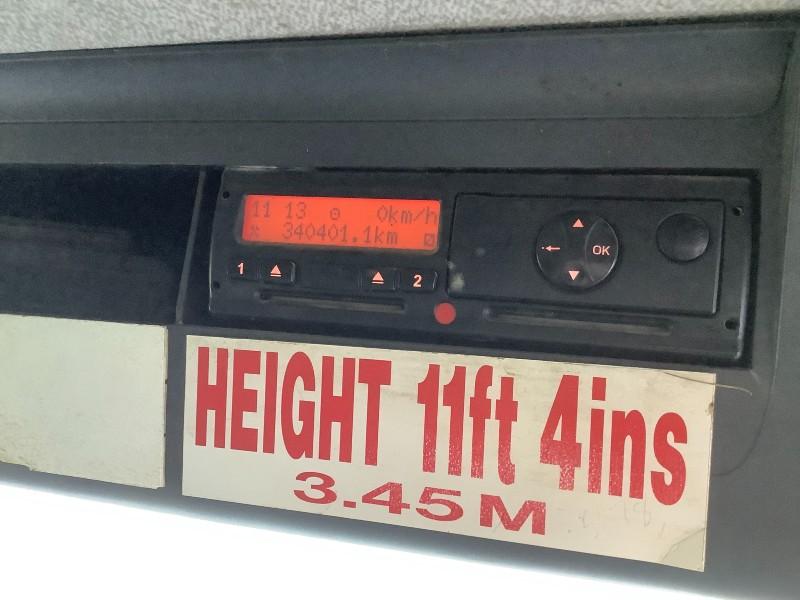 11 13 0km/h
340401.1km
1 2 OK
HEIGHT 11ft 4ins
3.45M